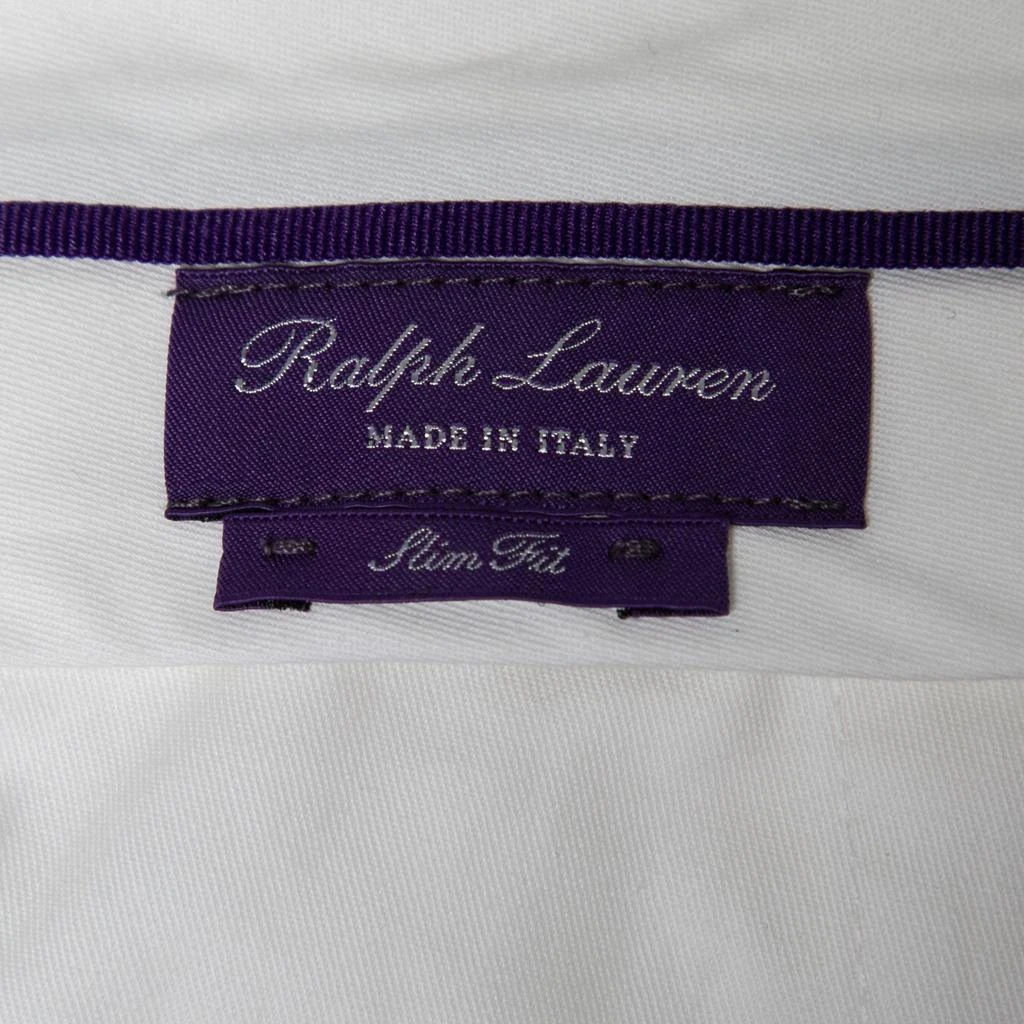 Ralph Lauren
MADE IN ITALY
Slim Fit